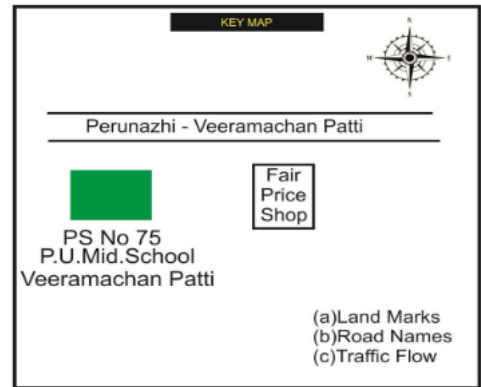 KEY MAP
N
W
E
S
Perunazhi - Veeramachan Patti
Fair
Price
Shop
PS No 75
P.U.Mid.School
Veeramachan Patti
(a)Land Marks
(b)Road Names
(c)Traffic Flow